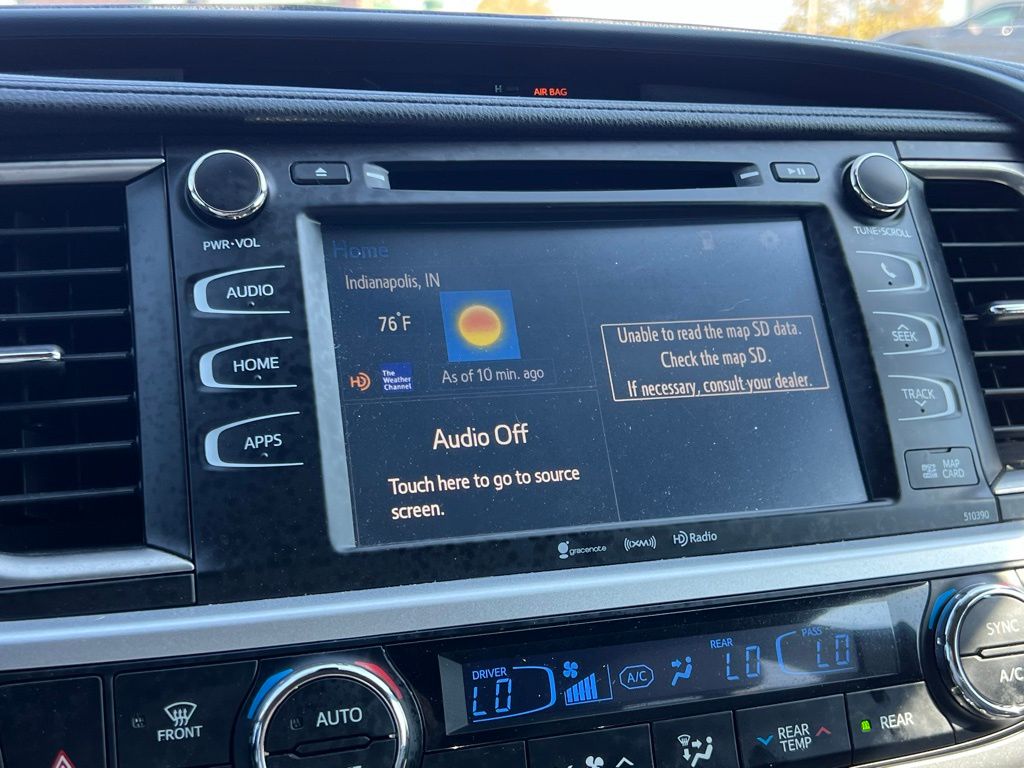 H
AIR BAG
PWR•VOL
TUNE•SCROLL
AUDIO
HOME
APPS
Home
Indianapolis, IN
76°F
HD
The
Weather
Channel
As of 10 min. ago
Audio Off
Touch here to go to source
screen.
Unable to read the map SD data.
Check the map SD.
If necessary, consult your dealer.
SEEK
TRACK
MAP
CARD
510390
gracenote
((XM))
HD Radio
DRIVER
LO
A/C
REAR
LO
PASS
LO
SYNC
A/C
FRONT
AUTO
REAR
TEMP
REAR